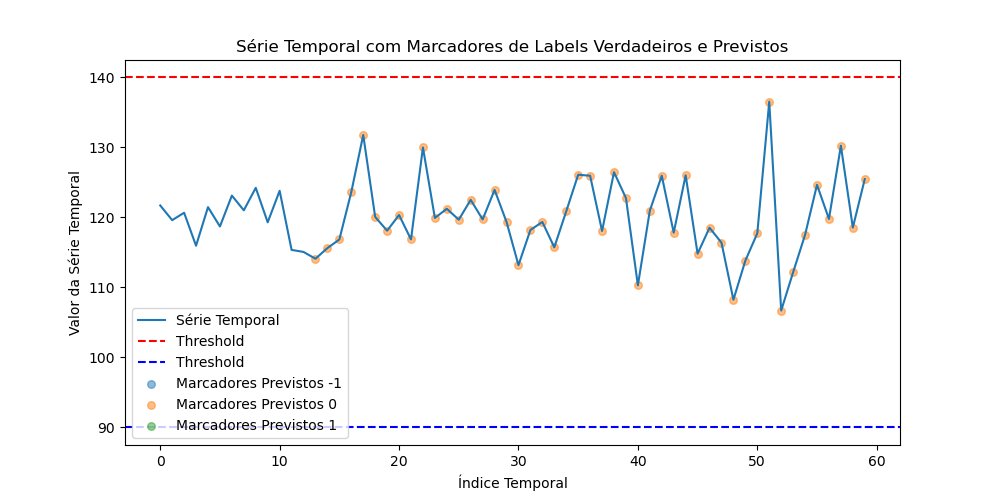 Série Temporal com Marcadores de Labels Verdadeiros e Previstos
Valor da Série Temporal
140
130
120
110
100
90
Série Temporal
Threshold
Threshold
Marcadores Previstos -1
Marcadores Previstos 0
Marcadores Previstos 1
0 10 20 30 40 50 60
Índice Temporal